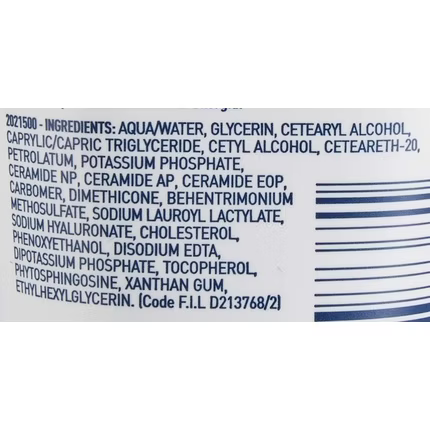 2021500 - INGREDIENTS: AQUA/WATER, GLYCERIN, CETEARYL ALCOHOL,
CAPRYLIC/CAPRIC TRIGLYCERIDE, CETYL ALCOHOL, CETEARETH-20,
PETROLATUM, POTASSIUM PHOSPHATE,
CERAMIDE NP, CERAMIDE AP, CERAMIDE EOP,
CARBOMER, DIMETHICONE, BEHENTRIMONIUM
METHOSULFATE, SODIUM LAUROYL LACTYLATE,
SODIUM HYALURONATE, CHOLESTEROL,
PHENOXYETHANOL, DISODIUM EDTA,
DIPOTASSIUM PHOSPHATE, TOCOPHEROL,
PHYTOSPHINGOSINE, XANTHAN GUM,
ETHYLHEXYLGLYCERIN. (Code F.I.L D213768/2)